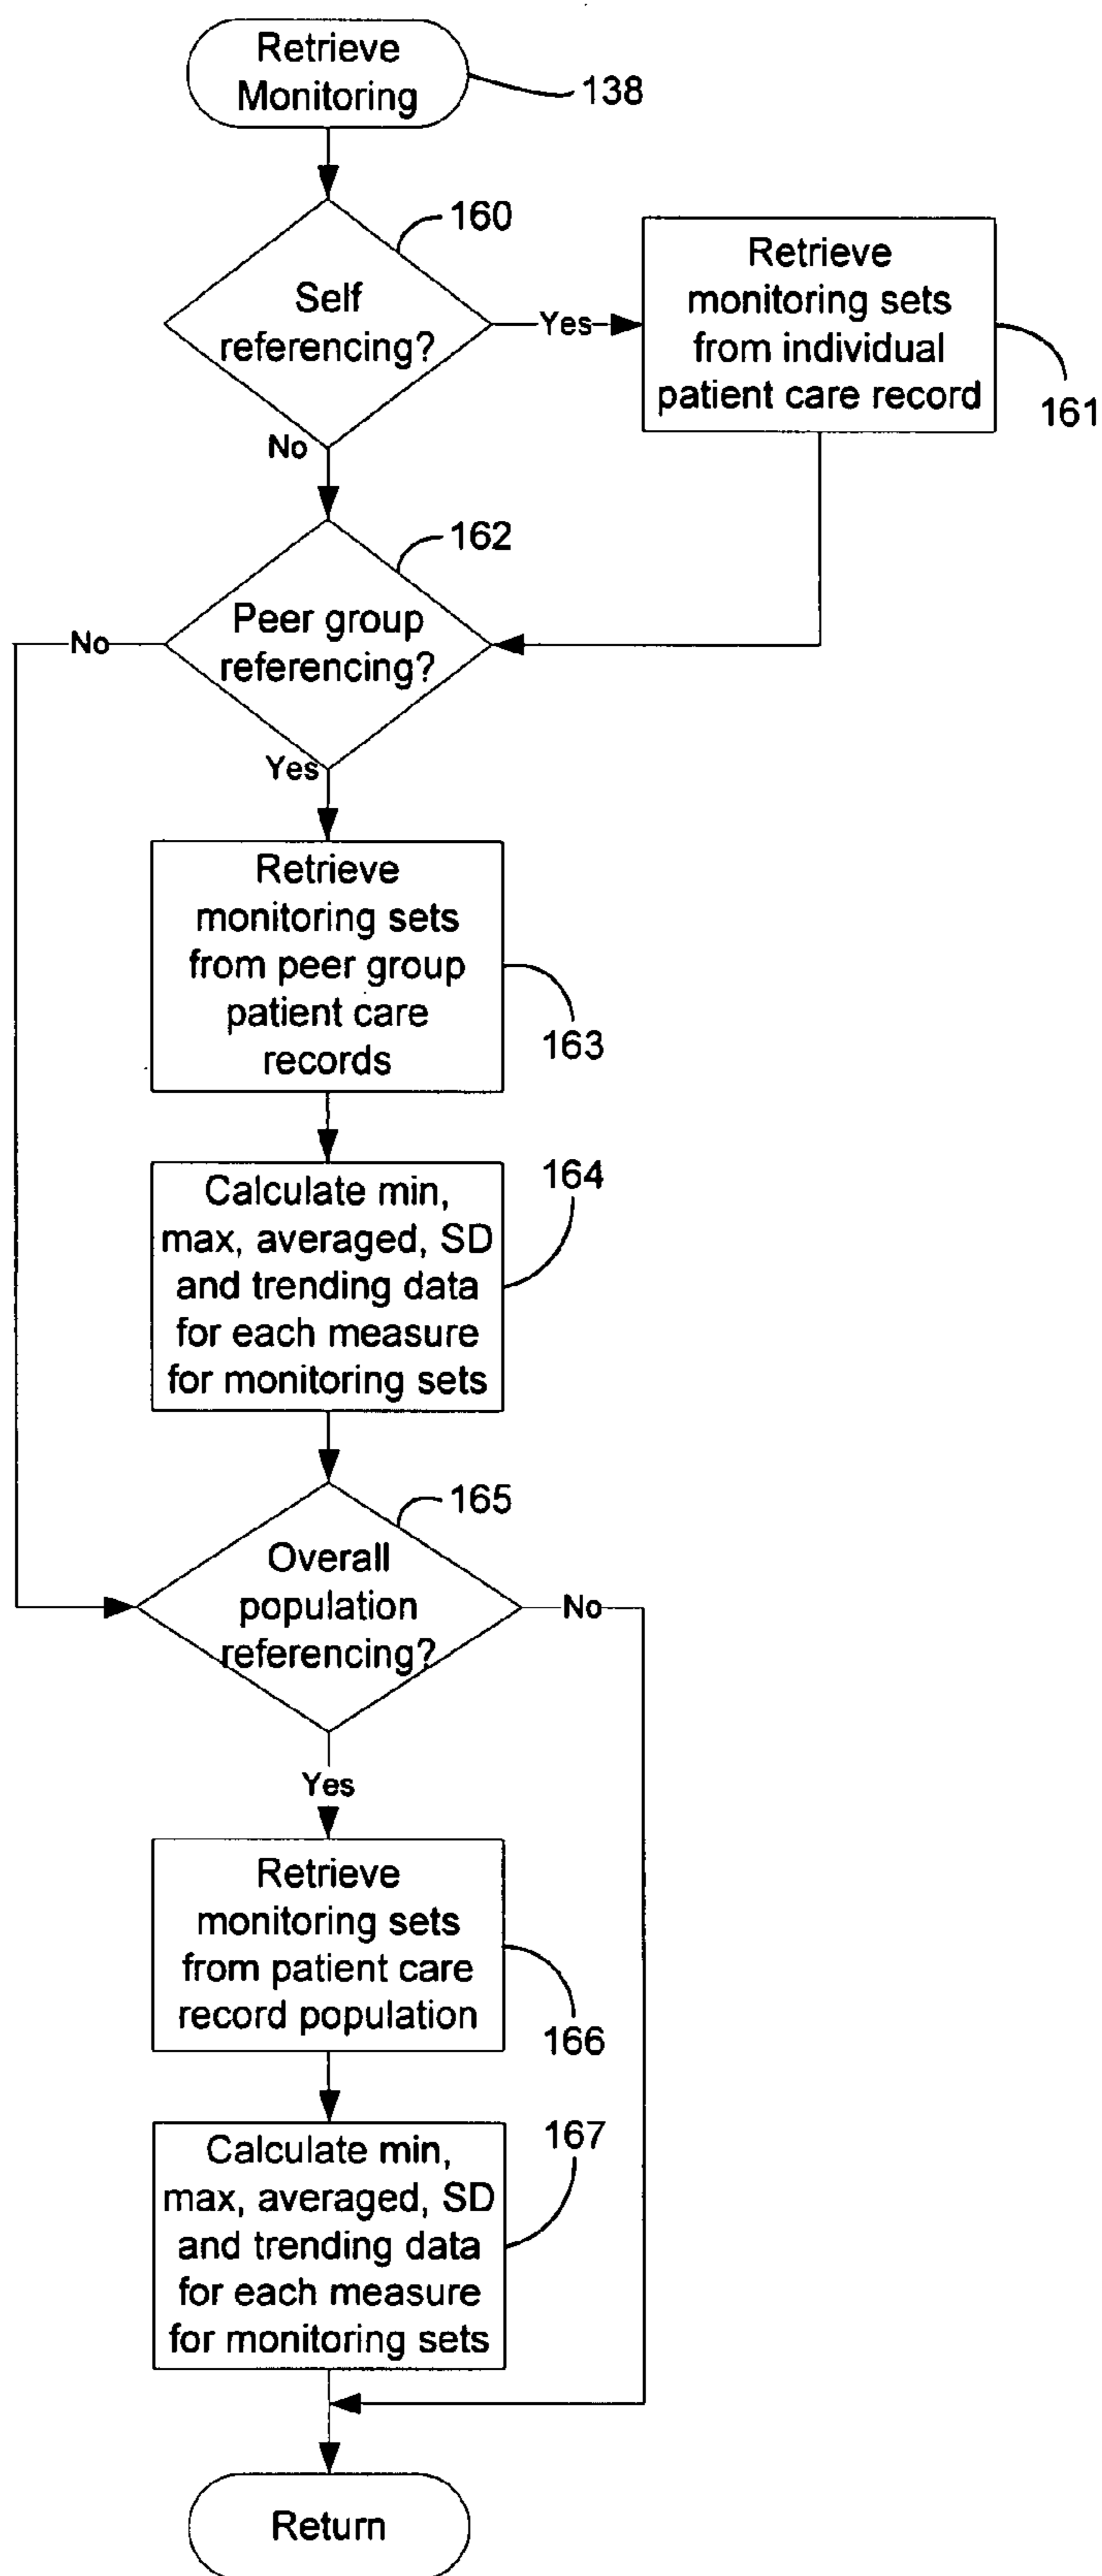 Retrieve
Monitoring
138
160
Self
referencing?
Yes
Retrieve
monitoring sets
from individual
patient care record
161
No
162
Peer group
referencing?
No
Yes
Retrieve
monitoring sets
from peer group
patient care
records
163
164
Calculate min,
max, averaged, SD
and trending data
for each measure
for monitoring sets
165
Overall
population
referencing?
No
Yes
Retrieve
monitoring sets
from patient care
record population
166
167
Calculate min,
max, averaged, SD
and trending data
for each measure
for monitoring sets
Return